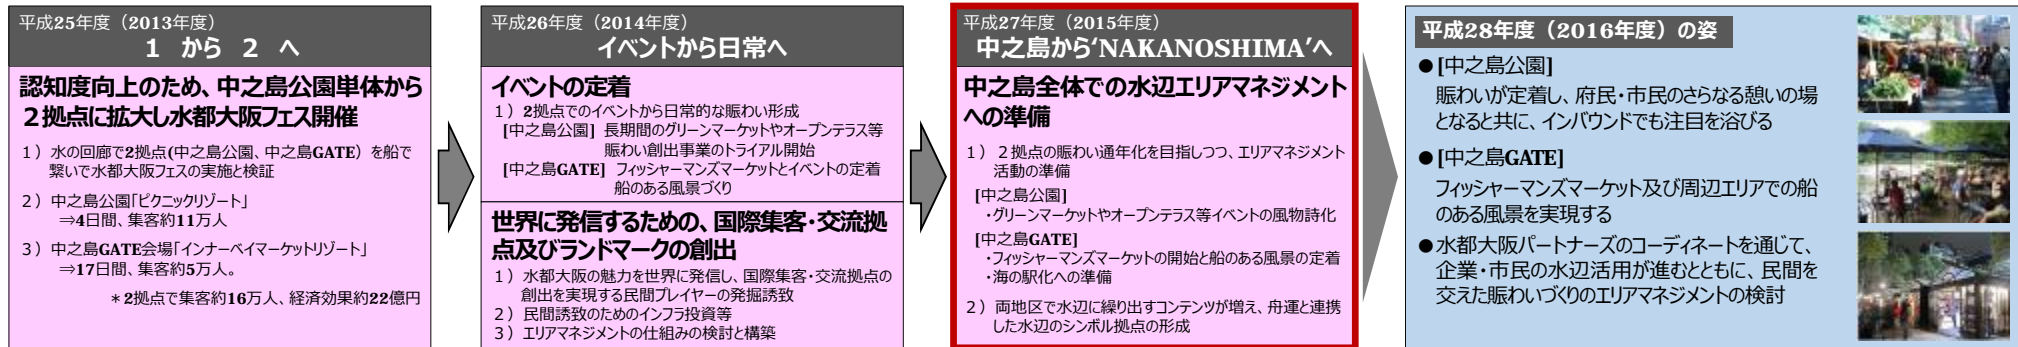 平成25年度（2013年度）
１ から ２ へ
認知度向上のため、中之島公園単体から
２拠点に拡大し水都大阪フェス開催
１）水の回廊で2拠点(中之島公園、中之島GATE）を船で
繋いで水都大阪フェスの実施と検証
２）中之島公園「ピクニックリゾート」
⇒4日間、集客約11万人
３）中之島GATE会場「インナーベイマーケットリゾート」
⇒17日間、集客約5万人。
＊2拠点で集客約16万人、経済効果約22億円
平成26年度（2014年度）
イベントから日常へ
イベントの定着
１）2拠点でのイベントから日常的な賑わい形成
[中之島公園] 長期間のグリーンマーケットやオープンテラス等
賑わい創出事業のトライアル開始
[中之島GATE] フィッシャーマンズマーケットとイベントの定着
船のある風景づくり
世界に発信するための、国際集客・交流拠
点及びランドマークの創出
１）水都大阪の魅力を世界に発信し、国際集客・交流拠点の
創出を実現する民間プレイヤーの発掘誘致
２）民間誘致のためのインフラ投資等
３）エリアマネジメントの仕組みの検討と構築
平成27年度（2015年度）
中之島から‘NAKANOSHIMA’へ
中之島全体での水辺エリアマネジメント
への準備
１）２拠点の賑わい通年化を目指しつつ、エリアマネジメント
活動の準備
[中之島公園]
・グリーンマーケットやオープンテラス等イベントの風物詩化
[中之島GATE]
・フィッシャーマンズマーケットの開始と船のある風景の定着
・海の駅化への準備
２）両地区で水辺に繰り出すコンテンツが増え、舟運と連携
した水辺のシンボル拠点の形成
平成28年度（2016年度）の姿
●[中之島公園]
賑わいが定着し、府民・市民のさらなる憩いの場
となると共に、インバウンドでも注目を浴びる
●[中之島GATE]
フィッシャーマンズマーケット及び周辺エリアでの船
のある風景を実現する
●水都大阪パートナーズのコーディネートを通じて、
企業・市民の水辺活用が進むとともに、民間を
交えた賑わいづくりのエリアマネジメントの検討